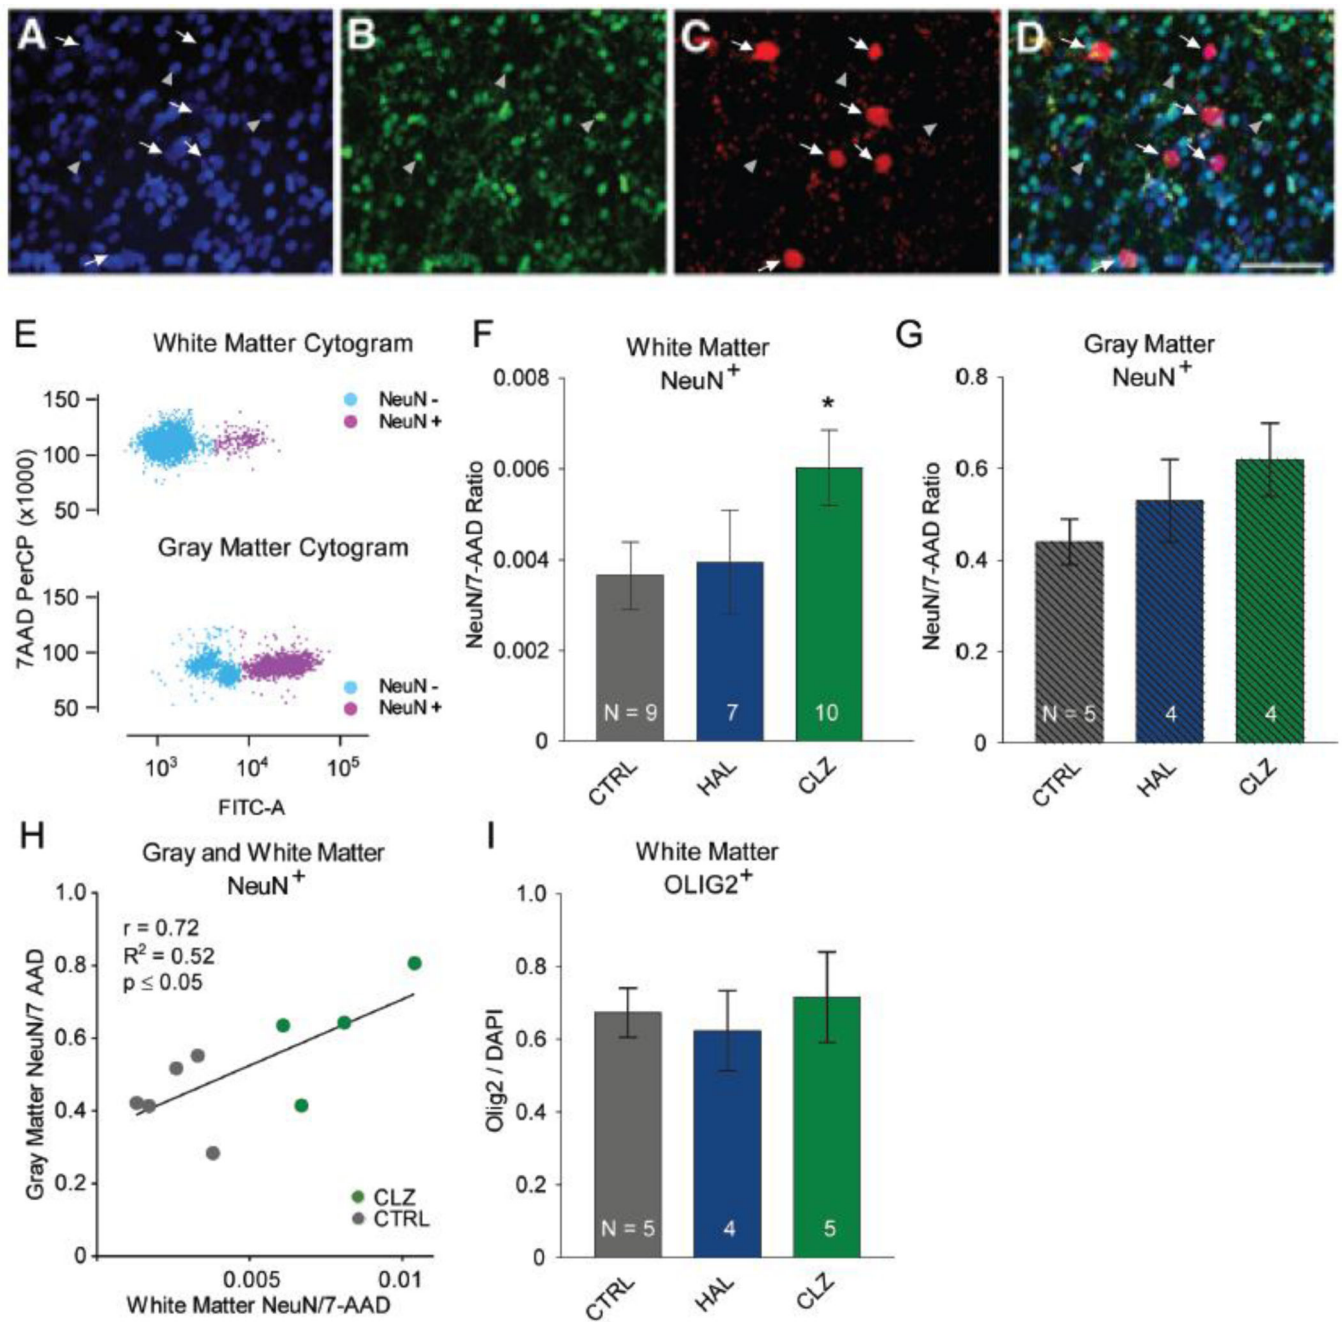 A
B
C
D
E
White Matter Cytogram
150
100
50
NeuN -
NeuN +
Gray Matter Cytogram
150
100
50
NeuN -
NeuN +
7AAD PerCP (x1000)
10³
10⁴
10⁵
FITC-A
F
White Matter
NeuN⁺
0.008
0.006
0.004
0.002
0
NeuN/7-AAD Ratio
*
N = 9
7
10
CTRL
HAL
CLZ
G
Gray Matter
NeuN⁺
0.8
0.6
0.4
0.2
0
NeuN/7-AAD Ratio
N = 5
4
4
CTRL
HAL
CLZ
H
Gray and White Matter
NeuN⁺
1.0
0.8
0.6
0.4
0.2
0
Gray Matter NeuN/7 AAD
r = 0.72
R² = 0.52
p ≤ 0.05
CLZ
CTRL
0.005
0.01
White Matter NeuN/7-AAD
I
White Matter
OLIG2⁺
1.0
0.8
0.6
0.4
0.2
0
Olig2 / DAPI
N = 5
4
5
CTRL
HAL
CLZ